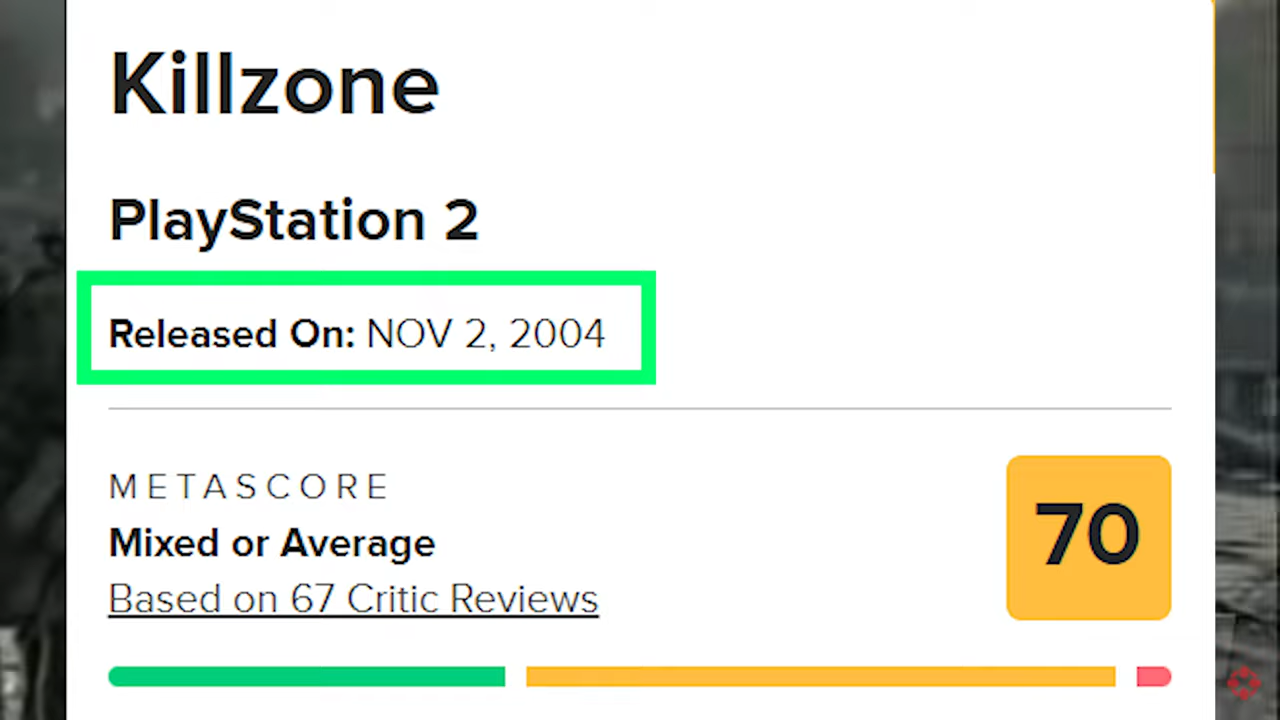 Killzone
PlayStation 2
Released On: NOV 2, 2004
METASCORE
Mixed or Average
70
Based on 67 Critic Reviews